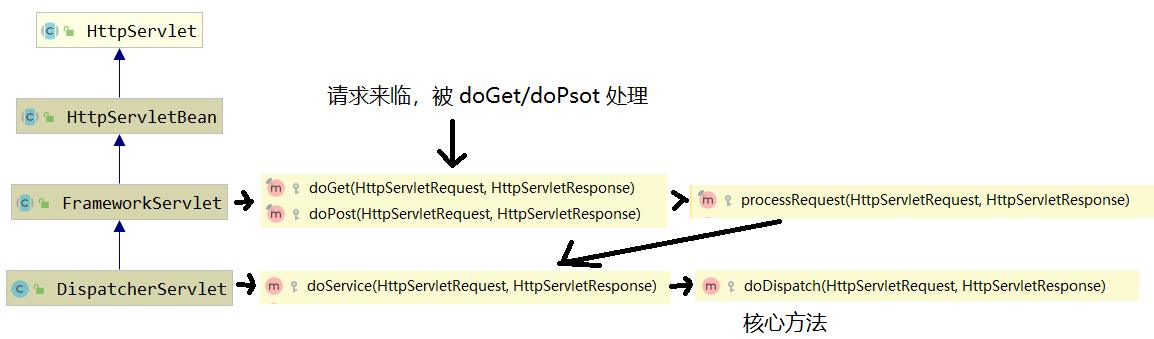 HttpServlet
请求来临，被 doGet/doPsot 处理
HttpServletBean
FrameworkServlet
doGet(HttpServletRequest, HttpServletResponse)
doPost(HttpServletRequest, HttpServletResponse)
processRequest(HttpServletRequest, HttpServletResponse)
DispatcherServlet
doService(HttpServletRequest, HttpServletResponse)
doDispatch(HttpServletRequest, HttpServletResponse)
核心方法